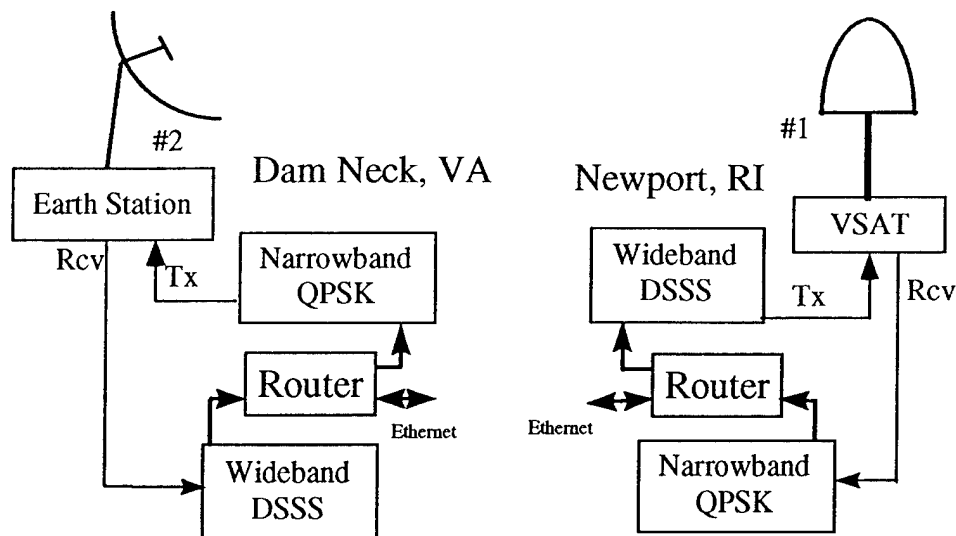 #2
Dam Neck, VA
Earth Station
Rcv
Tx
Narrowband
QPSK
Router
Ethernet
Wideband
DSSS
#1
Newport, RI
VSAT
Wideband
DSSS
Tx
Rcv
Router
Ethernet
Narrowband
QPSK